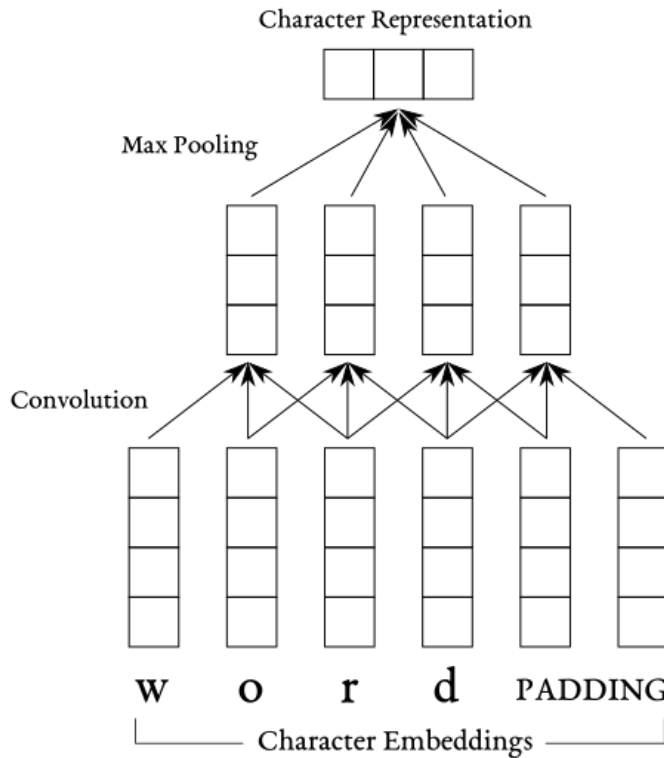 Character Representation
Max Pooling
Convolution
w o r d PADDING
Character Embeddings